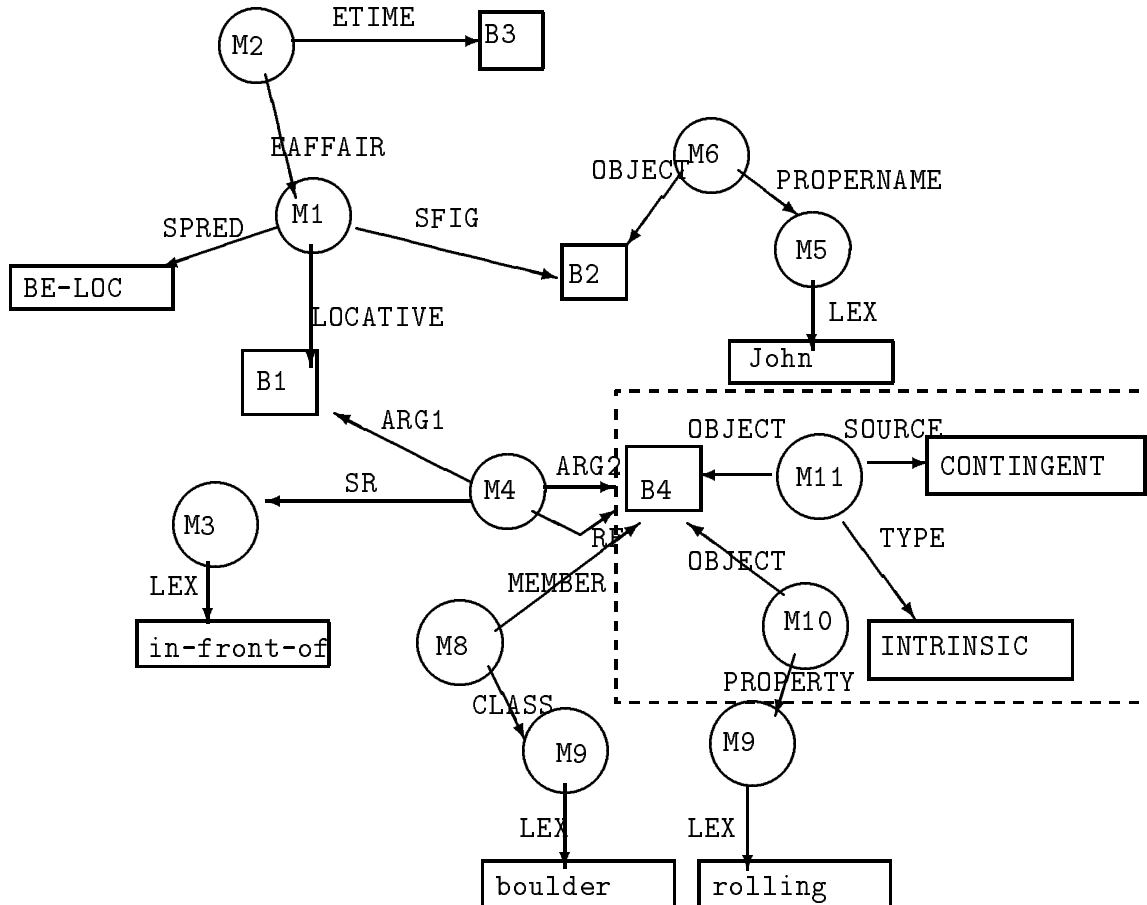 ETIME
M2
B3
EAFFAIR
M6
OBJECT
PROPERNAME
M1
SFIG
SPRED
M5
B2
BE-LOC
LOCATIVE
LEX
John
B1
ARG1
OBJECT
SOURCE
CONTINGENT
ARG2
M11
SR
M4
B4
M3
RF
TYPE
OBJECT
LEX
MEMBER
M10
in-front-of
M8
INTRINSIC
PROPERTY
CLASS
M9
M9
LEX
LEX
boulder
rolling